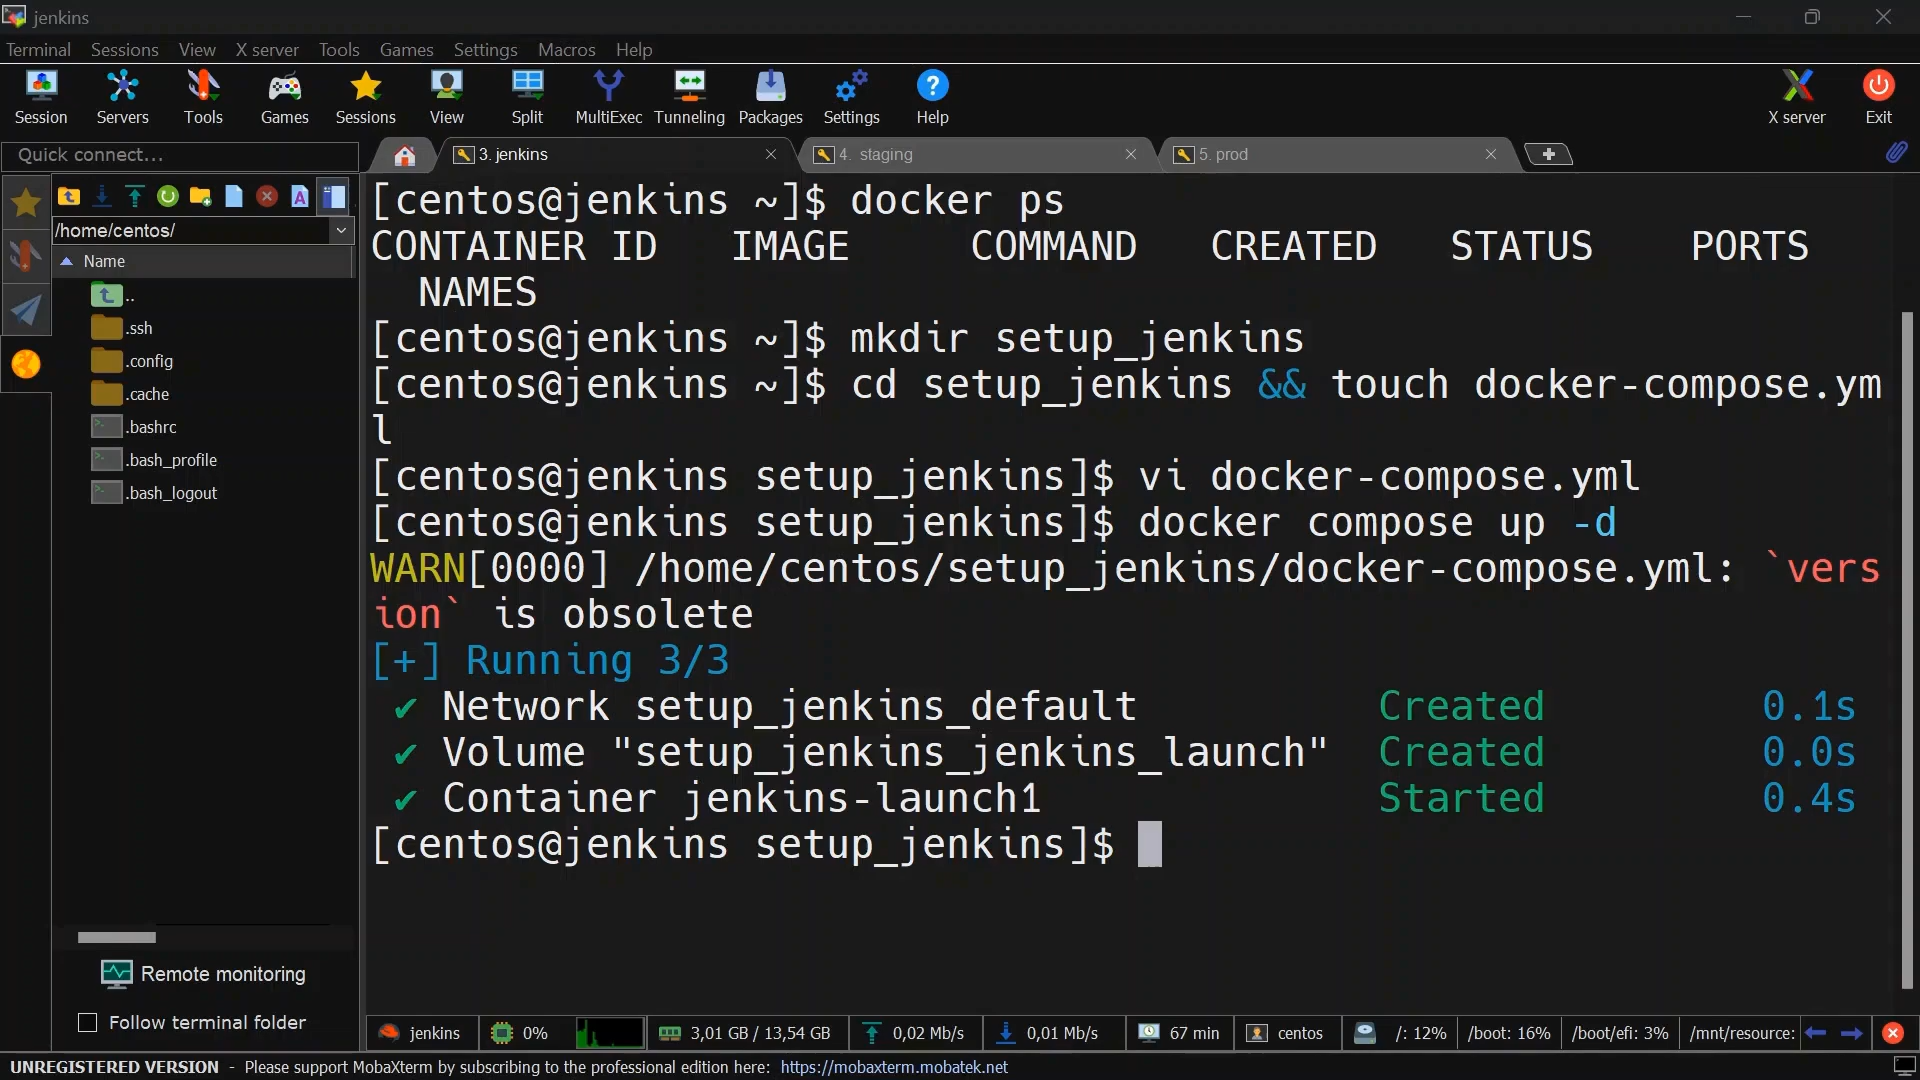 jenkins
Terminal Sessions View X server Tools Games Settings Macros Help
Session Servers Tools Games Sessions View Split MultiExec Tunneling Packages Settings Help X server Exit
Quick connect...
3. jenkins
4. staging
5. prod
/home/centos/
Name
..
.ssh
.config
.cache
.bashrc
.bash_profile
.bash_logout
Remote monitoring
Follow terminal folder
[centos@jenkins ~]$ docker ps
CONTAINER ID IMAGE COMMAND CREATED STATUS PORTS
NAMES
[centos@jenkins ~]$ mkdir setup_jenkins
[centos@jenkins ~]$ cd setup_jenkins && touch docker-compose.ym
l
[centos@jenkins setup_jenkins]$ vi docker-compose.yml
[centos@jenkins setup_jenkins]$ docker compose up -d
WARN[0000] /home/centos/setup_jenkins/docker-compose.yml: `vers
ion` is obsolete
[+] Running 3/3
✔ Network setup_jenkins_default Created 0.1s
✔ Volume "setup_jenkins_jenkins_launch" Created 0.0s
✔ Container jenkins-launch1 Started 0.4s
[centos@jenkins setup_jenkins]$
jenkins 0% 3,01 GB / 13,54 GB 0,02 Mb/s 0,01 Mb/s 67 min centos /: 12% /boot: 16% /boot/efi: 3% /mnt/resource:
UNREGISTERED VERSION - Please support MobaXterm by subscribing to the professional edition here: https://mobaxterm.mobatek.net